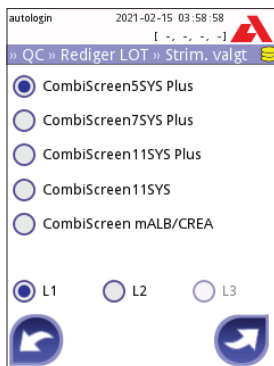 autologin 2021-02-15 03:58:58
[ -, -, -, -]
» QC » Rediger LOT » Strim. valgt
CombiScreen5SYS Plus
CombiScreen7SYS Plus
CombiScreen11SYS Plus
CombiScreen11SYS
CombiScreen mALB/CREA
L1 L2 L3